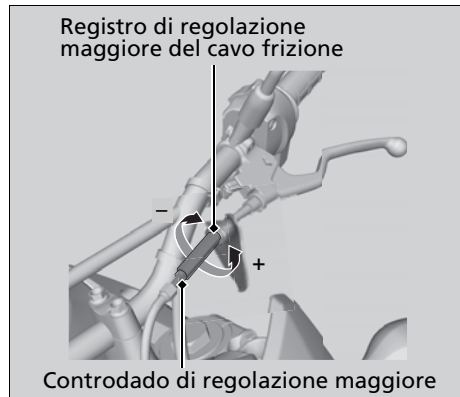 Registro di regolazione
maggiore del cavo frizione
−
+
Controdado di regolazione maggiore